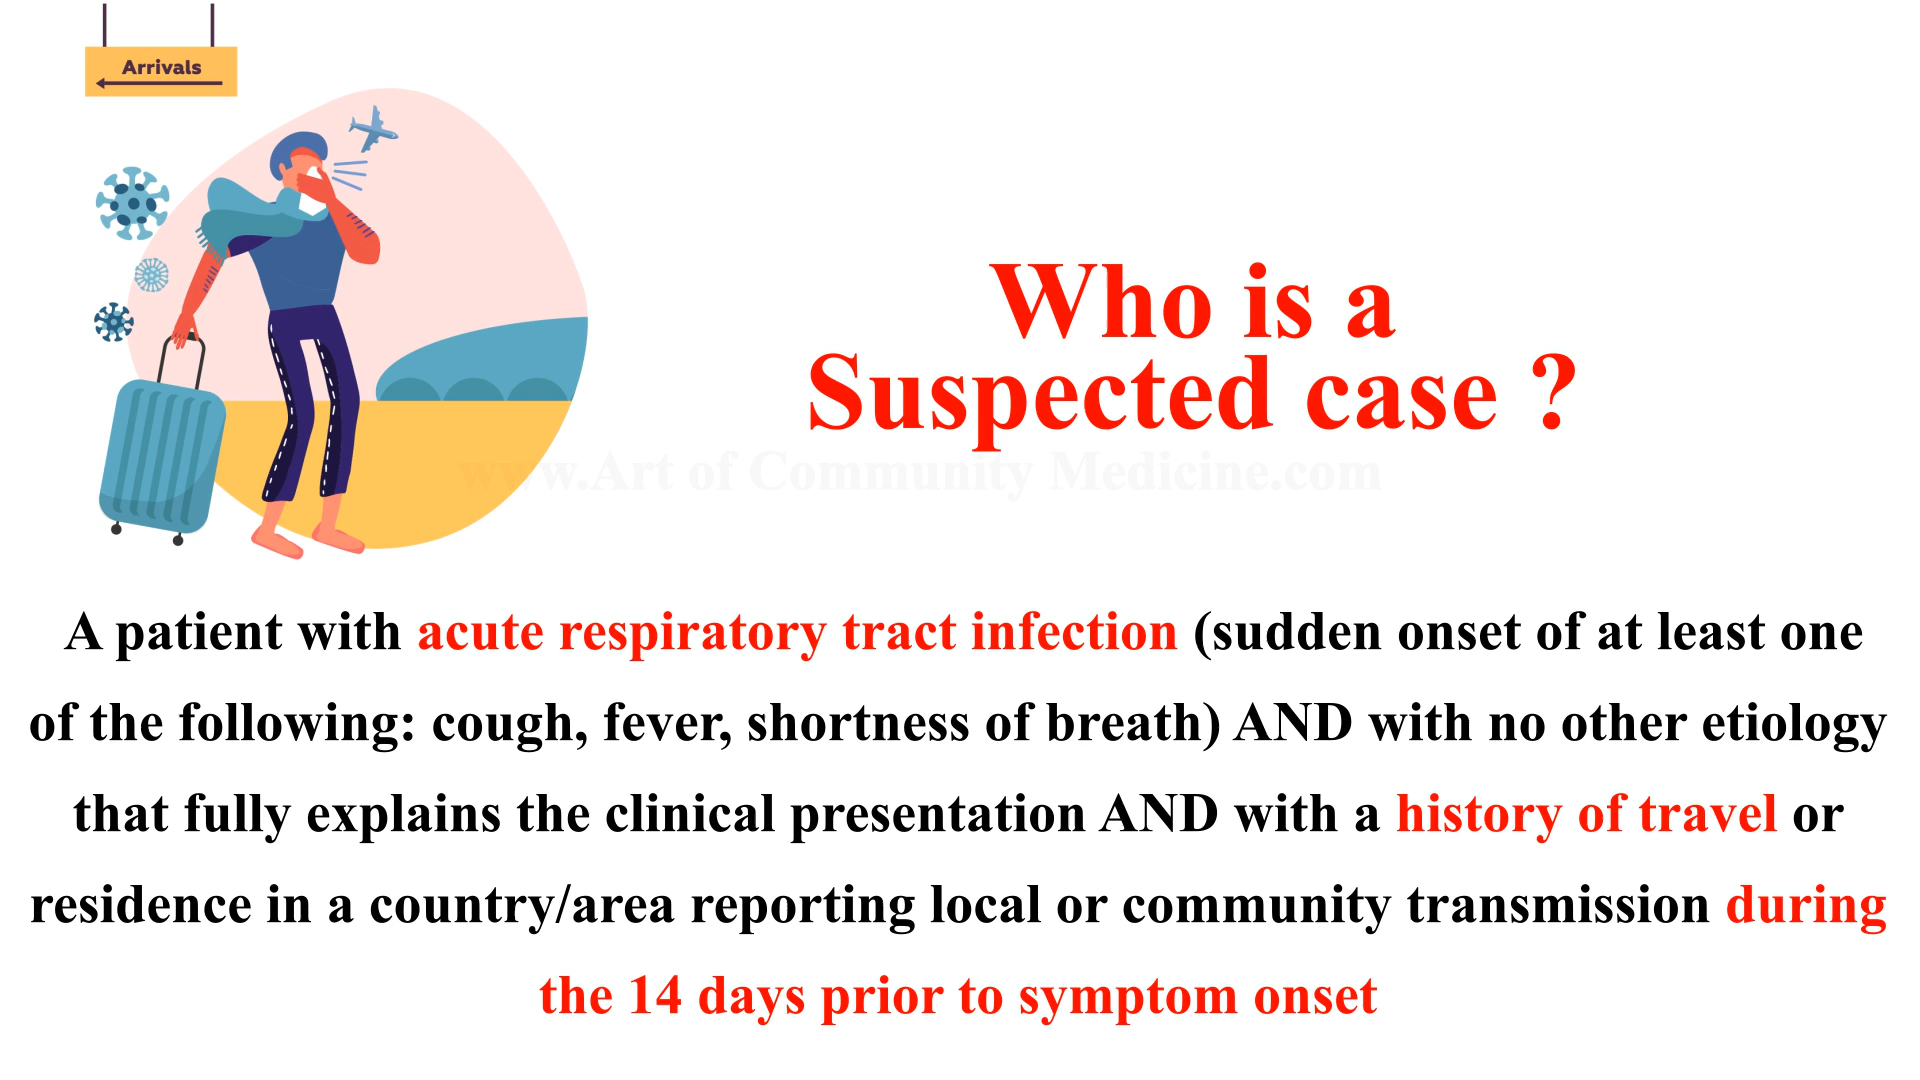 Arrivals
Who is a
Suspected case ?
www.Art of Community Medicine.com
A patient with acute respiratory tract infection (sudden onset of at least one
of the following: cough, fever, shortness of breath) AND with no other etiology
that fully explains the clinical presentation AND with a history of travel or
residence in a country/area reporting local or community transmission during
the 14 days prior to symptom onset